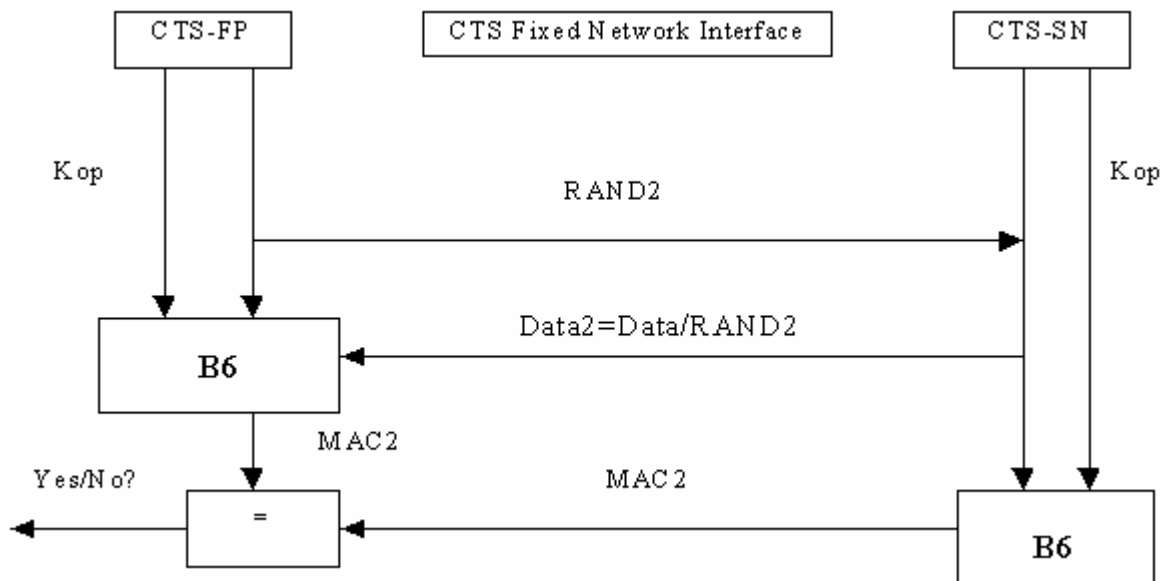 CTS-FP
CTS Fixed Network Interface
CTS-SN
Kop
Kop
RAND2
Data2=Data/RAND2
B6
MAC2
Yes/No?
MAC2
=
B6